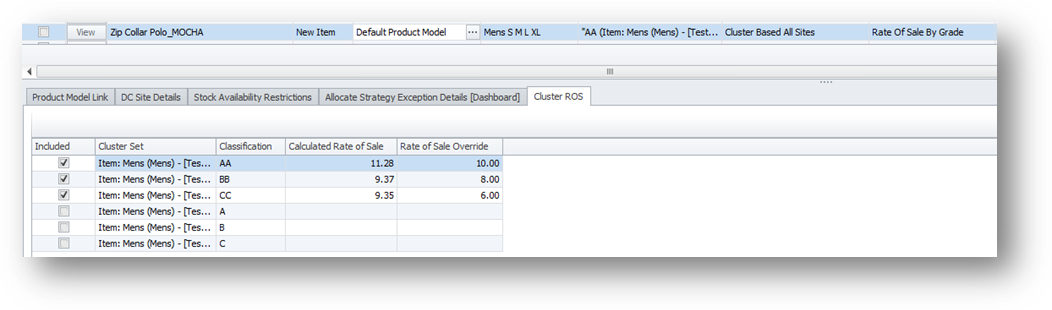 View Zip Collar Polo_MOCHA New Item Default Product Model ... Mens S M L XL "AA (Item: Mens (Mens) - [Test... Cluster Based All Sites Rate Of Sale By Grade
Product Model Link DC Site Details Stock Availability Restrictions Allocate Strategy Exception Details [Dashboard] Cluster ROS
Included Cluster Set Classification Calculated Rate of Sale Rate of Sale Override
Item: Mens (Mens) - [Tes... AA 11.28 10.00
Item: Mens (Mens) - [Tes... BB 9.37 8.00
Item: Mens (Mens) - [Tes... CC 9.35 6.00
Item: Mens (Mens) - [Tes... A
Item: Mens (Mens) - [Tes... B
Item: Mens (Mens) - [Tes... C